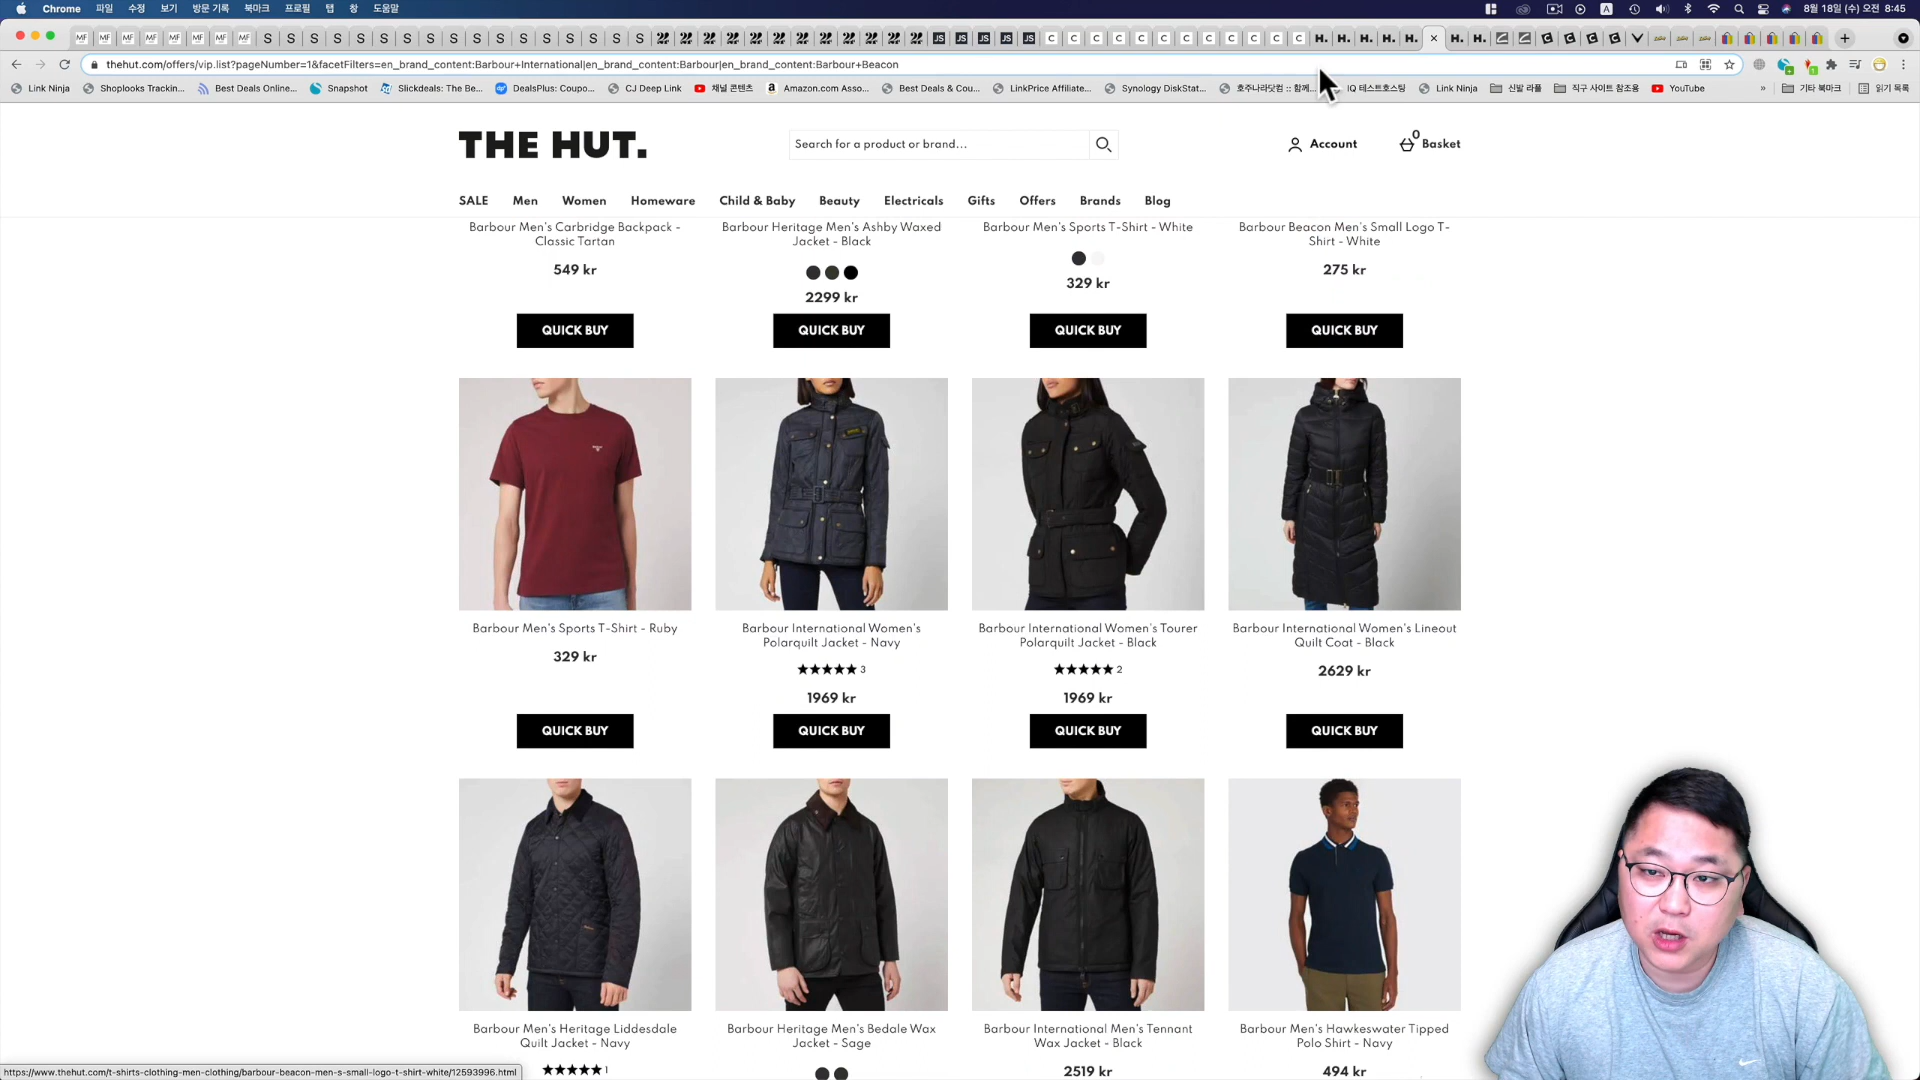 Chrome 파일 수정 보기 방문 기록 북마크 프로필 탭 창 도움말
A 8월 18일 (수) 오전 8:45
thehut.com/offers/vip.list?pageNumber=1&facetFilters=en_brand_content:Barbour+International|en_brand_content:Barbour|en_brand_content:Barbour+Beacon
Link Ninja Shoplooks Trackin... Best Deals Online... Snapshot Slickdeals: The Be... DealsPlus: Coupo... CJ Deep Link 채널 콘텐츠 Amazon.com Asso... Best Deals & Cou... LinkPrice Affiliate... Synology DiskStat... 호주나라닷컴 :: 함께... IQ 테스트호스팅 Link Ninja 신발 라플 직구 사이트 참조용 YouTube » 기타 북마크 읽기 목록
THE HUT.
Search for a product or brand...
Account
0
Basket
SALE Men Women Homeware Child & Baby Beauty Electricals Gifts Offers Brands Blog
Barbour Men's Carbridge Backpack -
Classic Tartan
549 kr
QUICK BUY
Barbour Heritage Men's Ashby Waxed
Jacket - Black
2299 kr
QUICK BUY
Barbour Men's Sports T-Shirt - White
329 kr
QUICK BUY
Barbour Beacon Men's Small Logo T-
Shirt - White
275 kr
QUICK BUY
Barbour Men's Sports T-Shirt - Ruby
329 kr
QUICK BUY
Barbour International Women's
Polarquilt Jacket - Navy
★★★★★ 3
1969 kr
QUICK BUY
Barbour International Women's Tourer
Polarquilt Jacket - Black
★★★★★ 2
1969 kr
QUICK BUY
Barbour International Women's Lineout
Quilt Coat - Black
2629 kr
QUICK BUY
Barbour Men's Heritage Liddesdale
Quilt Jacket - Navy
★★★★★ 1
Barbour Heritage Men's Bedale Wax
Jacket - Sage
Barbour International Men's Tennant
Wax Jacket - Black
2519 kr
Barbour Men's Hawkeswater Tipped
Polo Shirt - Navy
494 kr
https://www.thehut.com/t-shirts-clothing-men-clothing/barbour-beacon-men-s-small-logo-t-shirt-white/12593996.html